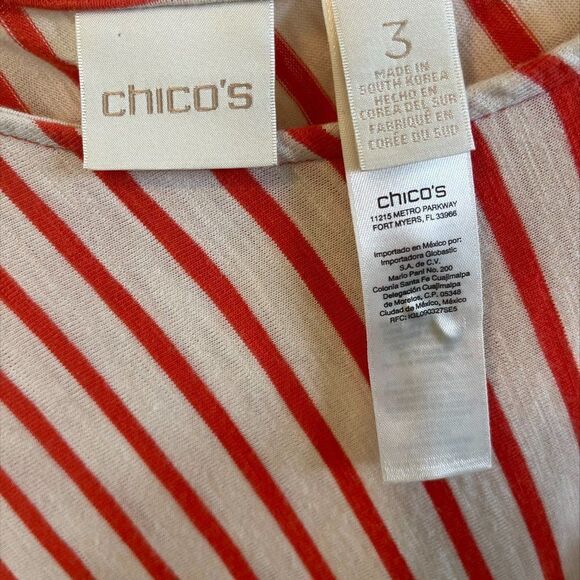 chico's
3
MADE IN
SOUTH KOREA
HECHO EN
COREA DEL SUR
FABRIQUÉ EN
CORÉE DU SUD
chico's
11215 METRO PARKWAY
FORT MYERS, FL 33966
Importado en México por:
Importadora Globastic
S.A. de C.V.
Mario Pani No. 200
Colonia Santa Fe Cuajimalpa
Delegación Cuajimalpa
de Morelos, C.P. 05348
Ciudad de México, México
RFC: IGL090327SE5